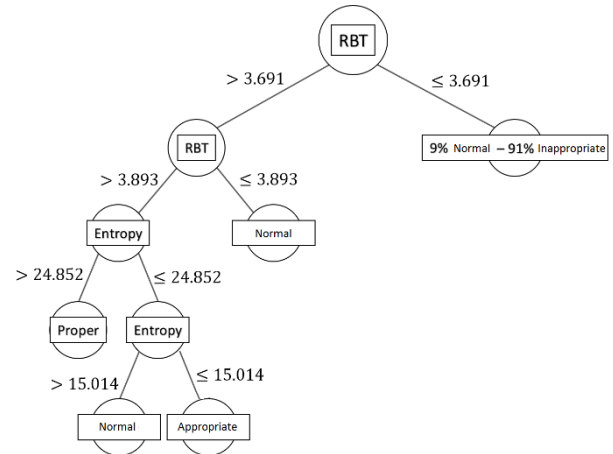 RBT
> 3.691
≤ 3.691
RBT
9% Normal – 91% Inappropriate
> 3.893
≤ 3.893
Entropy
Normal
> 24.852
≤ 24.852
Proper
Entropy
> 15.014
≤ 15.014
Normal
Appropriate